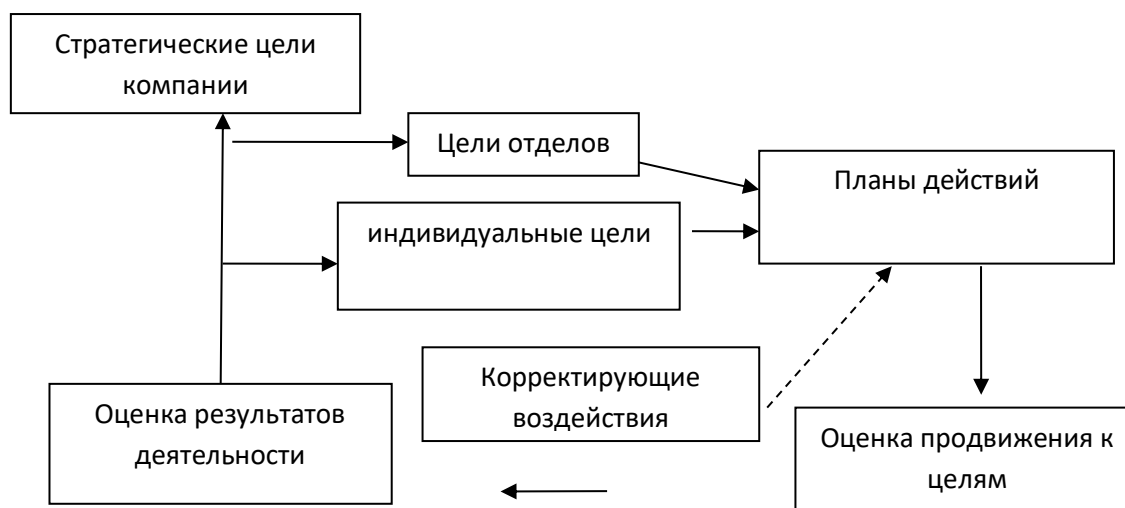 Стратегические цели
компании
Цели отделов
Планы действий
индивидуальные цели
Корректирующие
воздействия
Оценка результатов
деятельности
Оценка продвижения к
целям